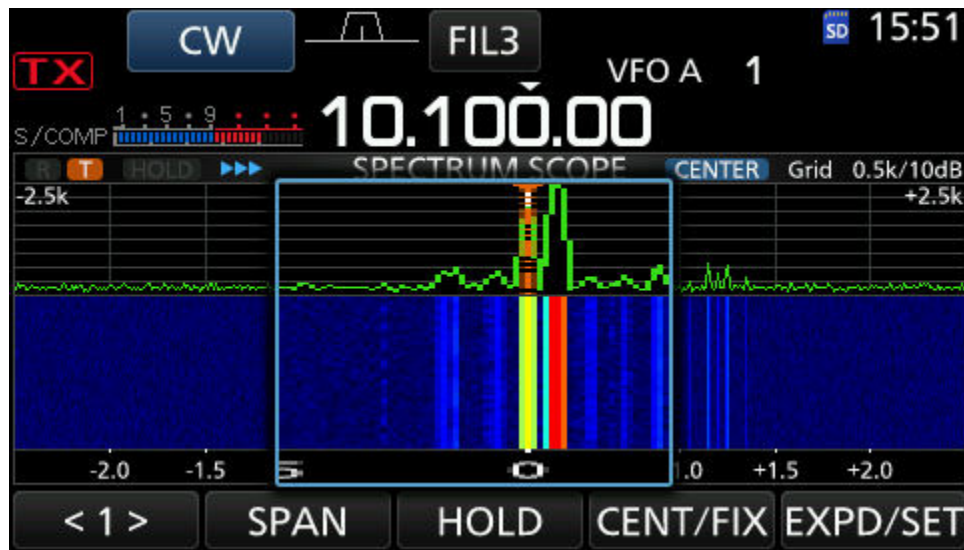 CW FIL3 SD 15:51
TX VFO A 1
1 5 9
S/COMP 10.100.00
R T HOLD SPECTRUM SCOPE CENTER Grid 0.5k/10dB
-2.5k +2.5k
-2.0 -1.5 0 +1.5 +2.0
< 1 > SPAN HOLD CENT/FIX EXPD/SET